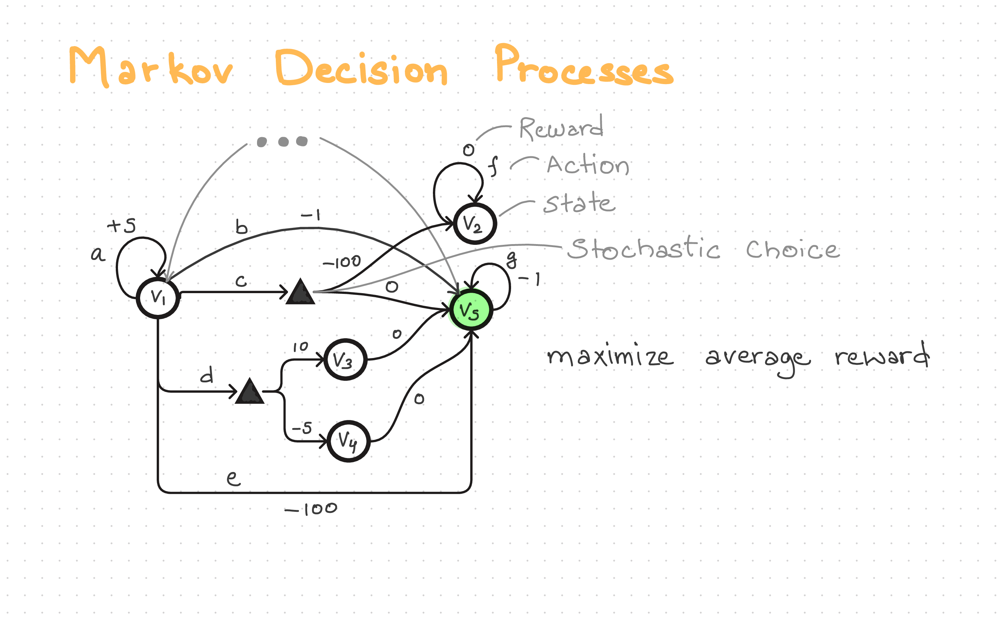 Markov Decision Processes
Reward
0
f
Action
State
V2
-1
b
+5
a
Stochastic Choice
-100
g
-1
c
0
V1
V5
10
0
V3
maximize average reward
d
0
-5
V4
e
-100